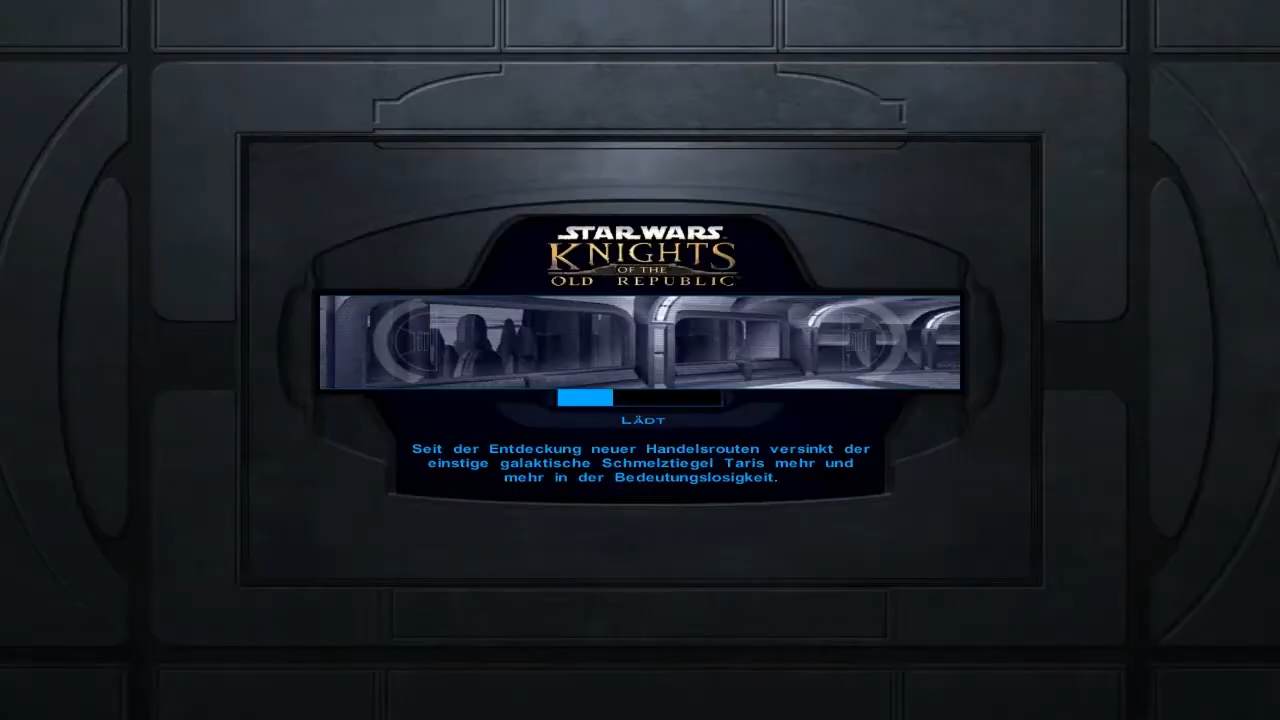 STAR WARS
KNIGHTS
OF THE
OLD REPUBLIC
LÄDT
Seit der Entdeckung neuer Handelsrouten versinkt der
einstige galaktische Schmelztiegel Taris mehr und
mehr in der Bedeutungslosigkeit.